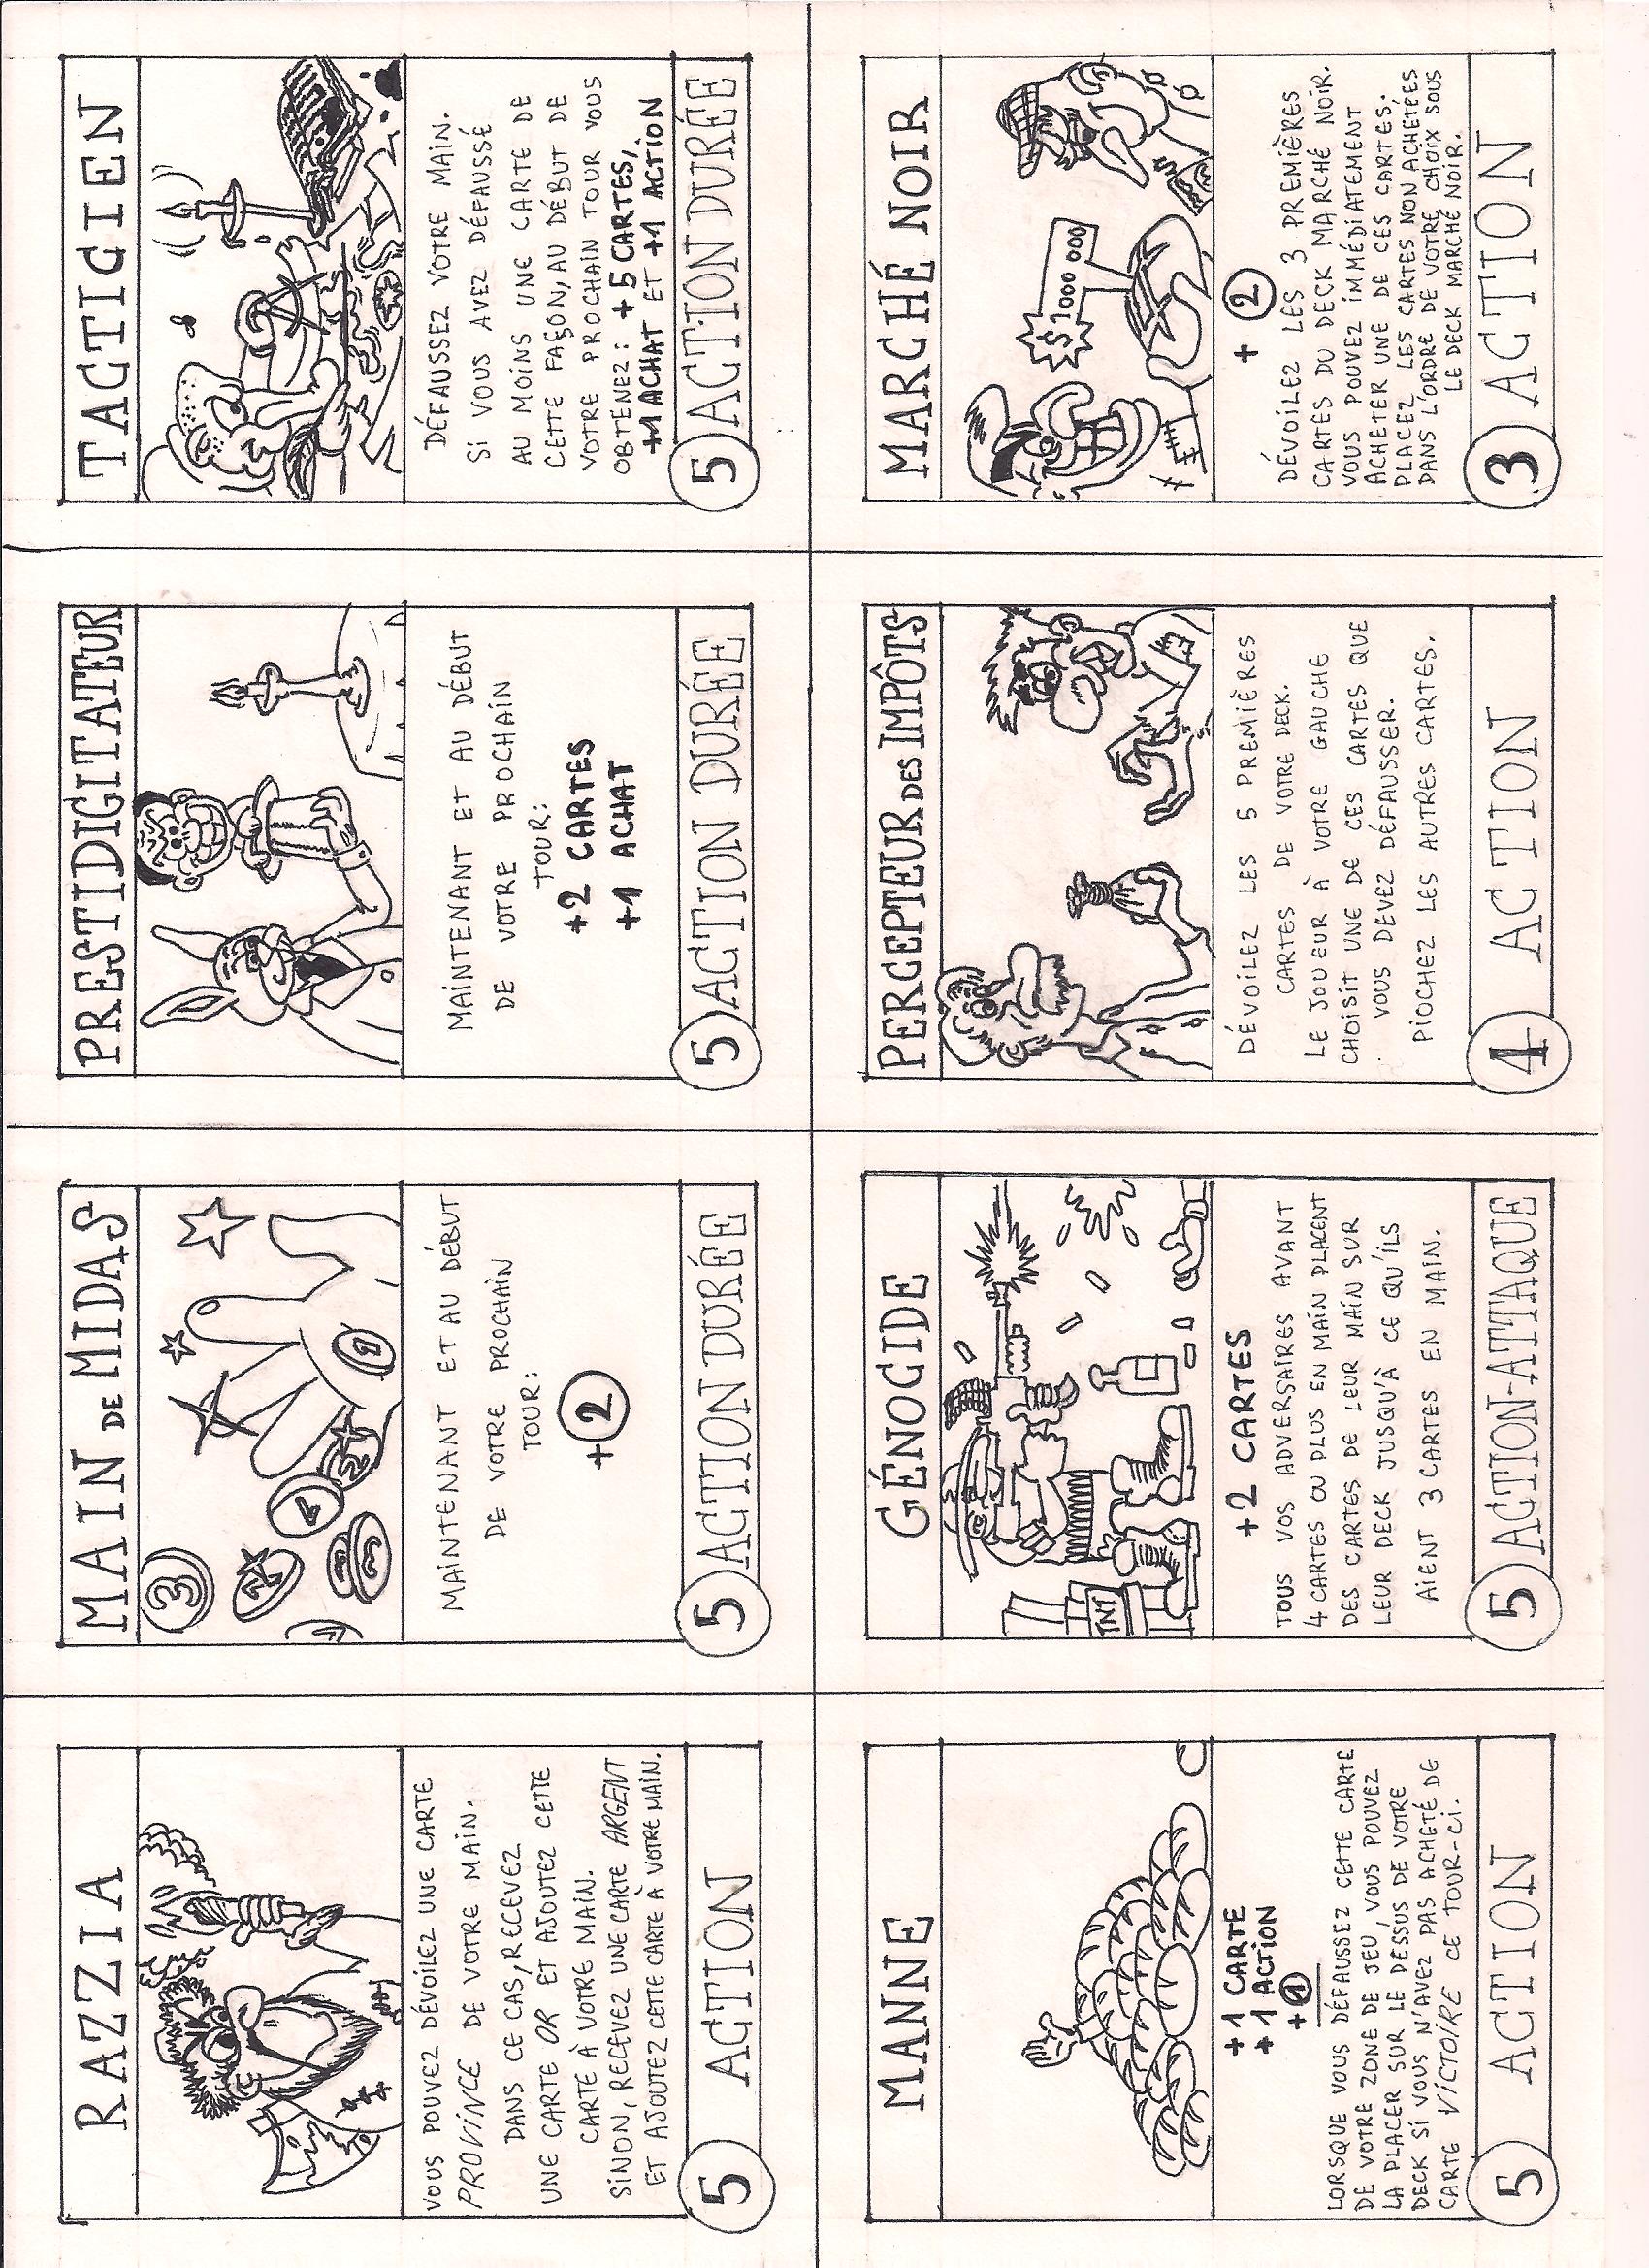 RAZZIA
VOUS POUVEZ DÉVOILEZ UNE CARTE
PROVINCE DE VOTRE MAIN.
DANS CE CAS, RECEVEZ
UNE CARTE OR ET AJOUTEZ CETTE
CARTE À VOTRE MAIN.
SINON, RECEVEZ UNE CARTE ARGENT
ET AJOUTEZ CETTE CARTE À VOTRE MAIN.
5 ACTION
MAIN DE MIDAS
3
1
2
MAINTENANT ET AU DÉBUT
DE VOTRE PROCHAIN
TOUR:
+2
5 ACTION DURÉE
PRESTIDIGITATEUR
MAINTENANT ET AU DÉBUT
DE VOTRE PROCHAIN
TOUR:
+2 CARTES
+1 ACHAT
5 ACTION DURÉE
TACTICIEN
DÉFAUSSEZ VOTRE MAIN.
SI VOUS AVEZ DÉFAUSSÉ
AU MOINS UNE CARTE DE
CETTE FAÇON, AU DÉBUT DE
VOTRE PROCHAIN TOUR VOUS
OBTENEZ: +5 CARTES,
+1 ACHAT ET +1 ACTION
5 ACTION DURÉE
MANNE
+1 CARTE
+1 ACTION
+1
LORSQUE VOUS DÉFAUSSEZ CETTE CARTE
DE VOTRE ZONE DE JEU, VOUS POUVEZ
LA PLACER SUR LE DESSUS DE VOTRE
DECK SI VOUS N'AVEZ PAS ACHETÉ DE
CARTE VICTOIRE CE TOUR-CI.
5 ACTION
GÉNOCIDE
TNT
+2 CARTES
TOUS VOS ADVERSAIRES AVANT
4 CARTES OU PLUS EN MAIN PLACENT
DES CARTES DE LEUR MAIN SUR
LEUR DECK JUSQU'À CE QU'ILS
AIENT 3 CARTES EN MAIN.
5 ACTION-ATTAQUE
PERCEPTEUR DES IMPÔTS
DÉVOILEZ LES 5 PREMIÈRES
CARTES DE VOTRE DECK.
LE JOUEUR À VOTRE GAUCHE
CHOISIT UNE DE CES CARTES QUE
VOUS DEVEZ DÉFAUSSER.
PIOCHEZ LES AUTRES CARTES.
4 ACTION
MARCHÉ NOIR
$ 1000 000
+2
DÉVOILEZ LES 3 PREMIÈRES
CARTES DU DECK MARCHÉ NOIR.
VOUS POUVEZ IMMÉDIATEMENT
ACHETER UNE DE CES CARTES.
PLACEZ LES CARTES NON ACHETÉES
DANS L'ORDRE DE VOTRE CHOIX SOUS
LE DECK MARCHÉ NOIR.
3 ACTION